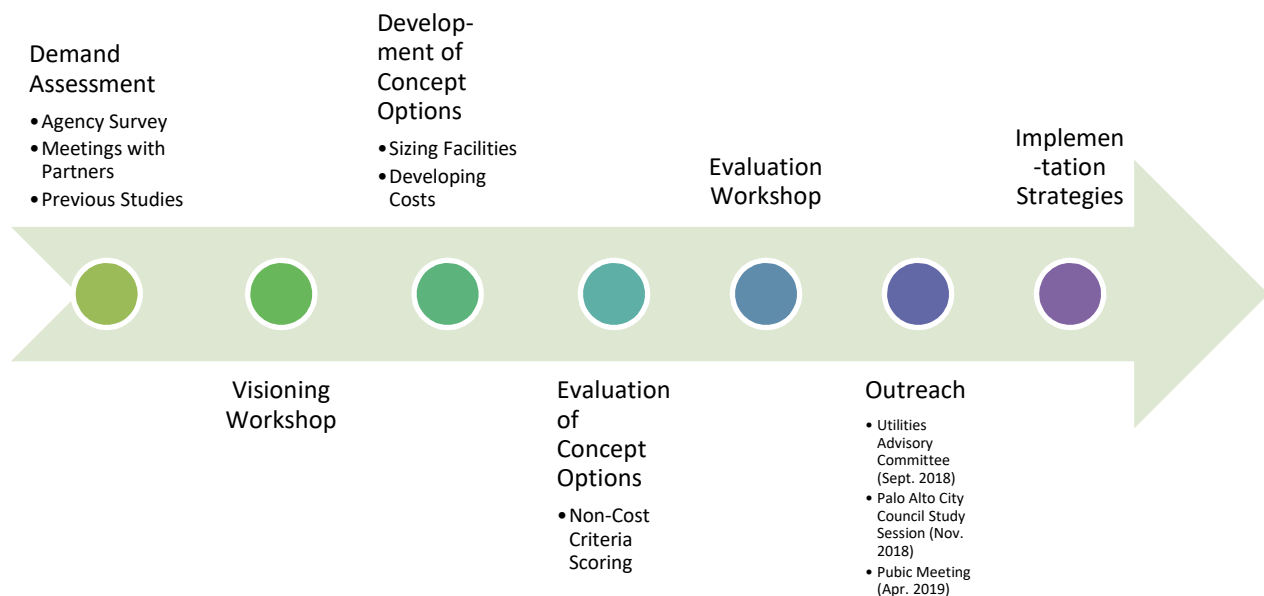 Demand
Assessment
•Agency Survey
•Meetings with
Partners
•Previous Studies
Visioning
Workshop
Develop-
ment of
Concept
Options
•Sizing Facilities
•Developing
Costs
Evaluation
of
Concept
Options
•Non-Cost
Criteria
Scoring
Evaluation
Workshop
Outreach
• Utilities
Advisory
Committee
(Sept. 2018)
• Palo Alto City
Council Study
Session (Nov.
2018)
• Pubic Meeting
(Apr. 2019)
Implemen
-tation
Strategies